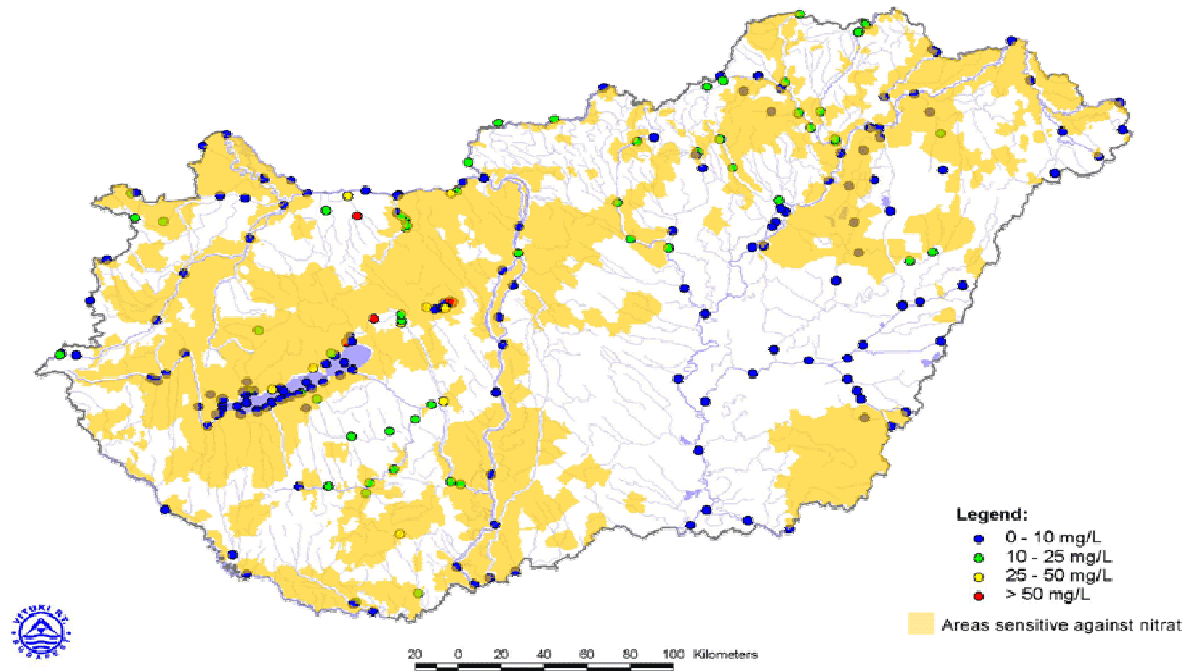 Legend:
0 - 10 mg/L
10 - 25 mg/L
25 - 50 mg/L
> 50 mg/L
Areas sensitive against nitrat
VITUKI R.T.
20 0 20 40 60 80 100 Kilometers